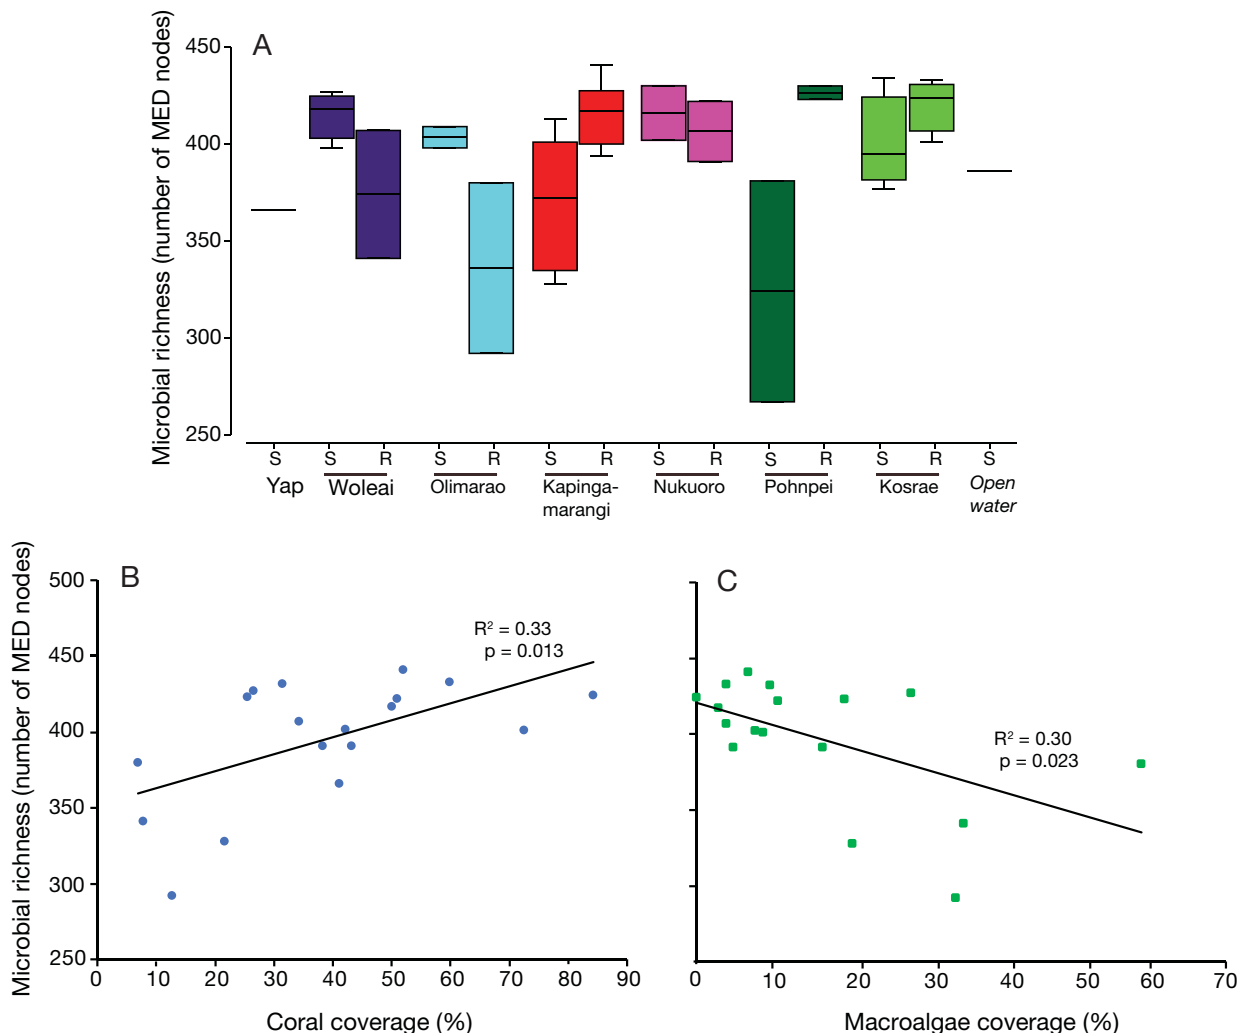 A
Microbial richness (number of MED nodes)
450
400
350
300
250
S S R S R S R S R S R S R S
Yap Woleai Olimarao Kapinga- Nukuoro Pohnpei Kosrae Open
marangi water
B
Microbial richness (number of MED nodes)
500
450
400
350
300
250
R² = 0.33
p = 0.013
0 10 20 30 40 50 60 70 80 90
Coral coverage (%)
C
R² = 0.30
p = 0.023
0 10 20 30 40 50 60 70
Macroalgae coverage (%)